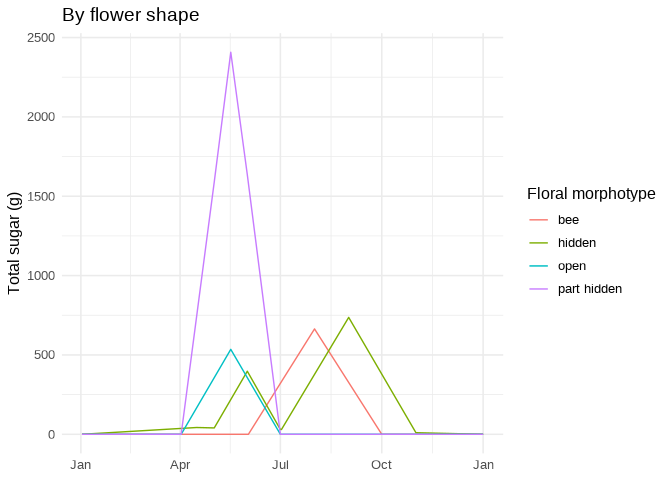 By flower shape
Total sugar (g)
2500
2000
1500
1000
500
0
Jan
Apr
Jul
Oct
Jan
Floral morphotype
bee
hidden
open
part hidden